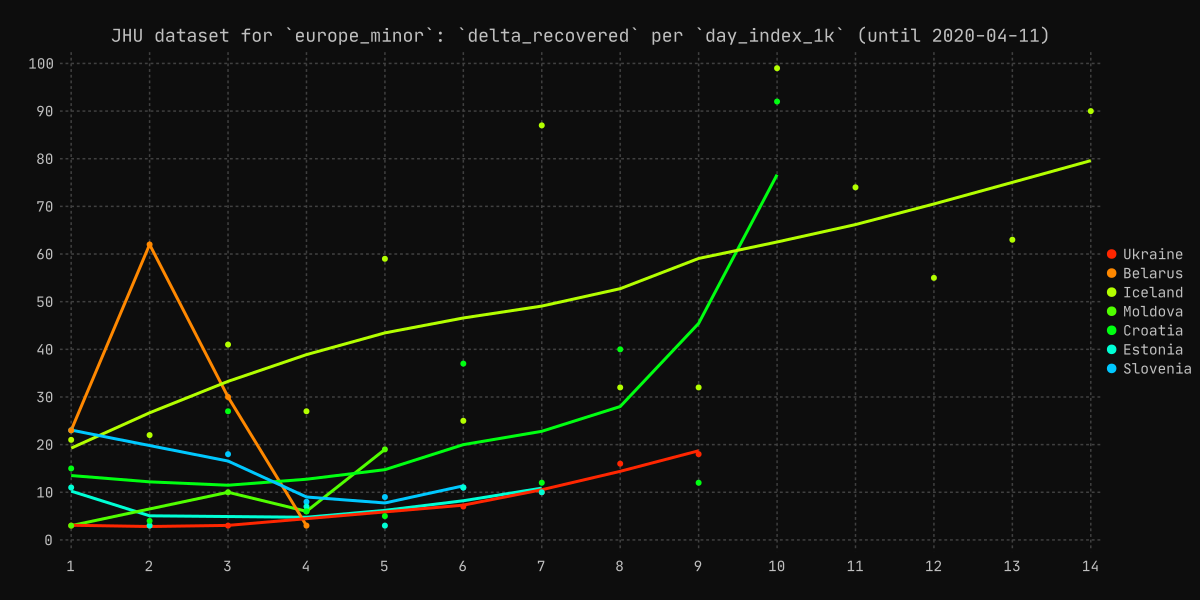 JHU dataset for `europe_minor`: `delta_recovered` per `day_index_1k` (until 2020-04-11)
100
90
80
70
60
50
40
30
20
10
0
1 2 3 4 5 6 7 8 9 10 11 12 13 14
Ukraine
Belarus
Iceland
Moldova
Croatia
Estonia
Slovenia